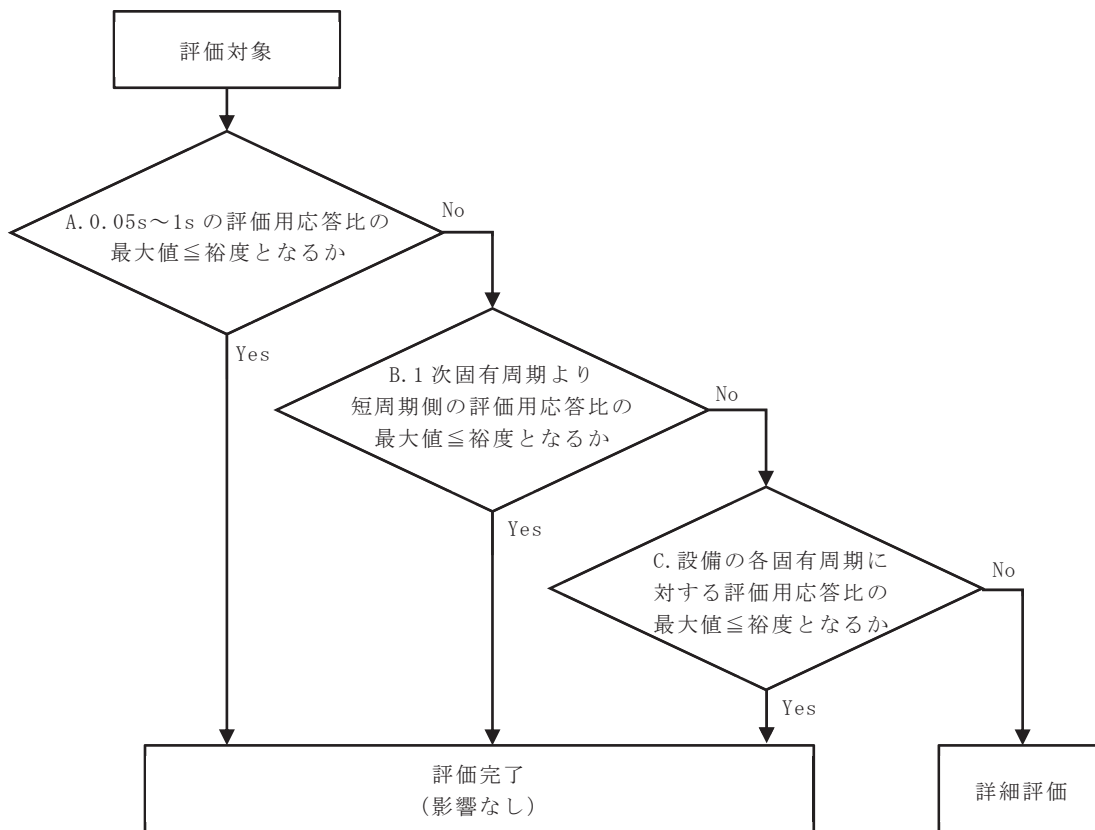 評価対象
A.0.05s～1s の評価用応答比の
最大値≦裕度となるか
No
Yes
B.1 次固有周期より
短周期側の評価用応答比の
最大値≦裕度となるか
No
Yes
C.設備の各固有周期に
対する評価用応答比の
最大値≦裕度となるか
No
Yes
評価完了
(影響なし)
詳細評価